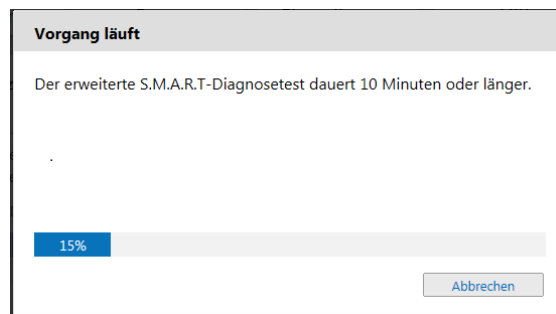 Vorgang läuft
Der erweiterte S.M.A.R.T-Diagnosetest dauert 10 Minuten oder länger.
.
15%
Abbrechen